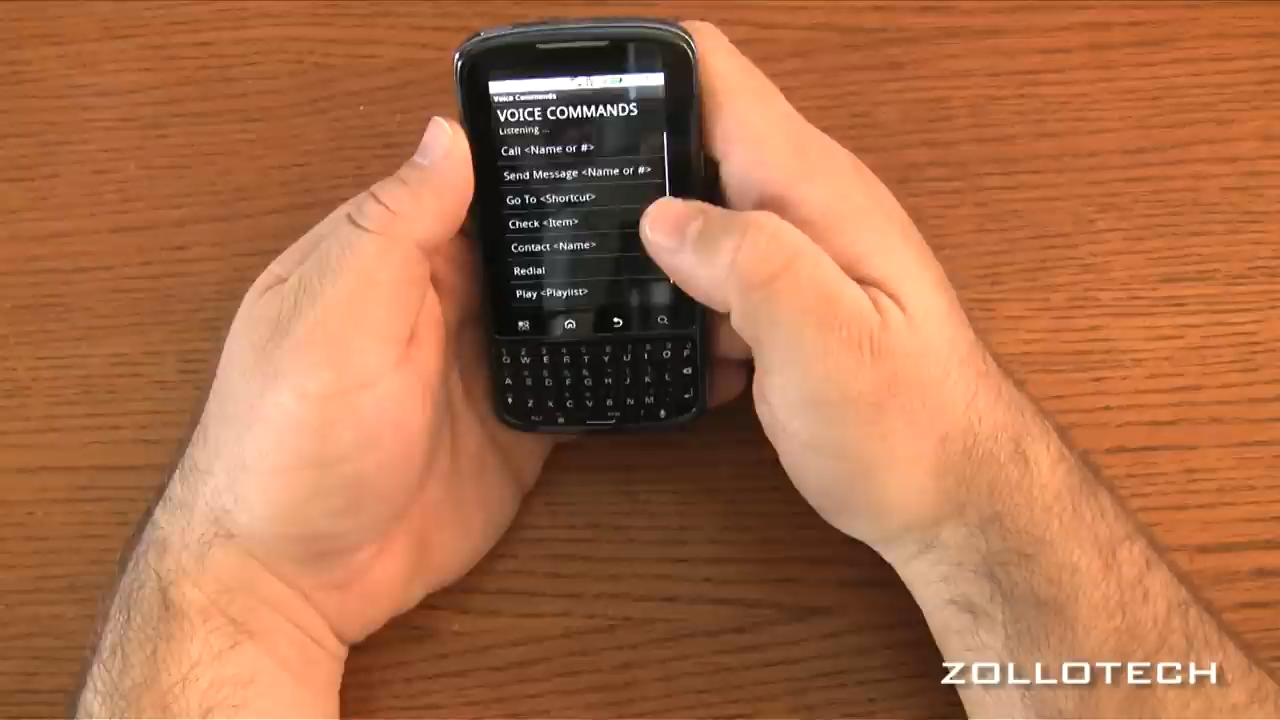 Voice Commands
VOICE COMMANDS
Listening ...
Call <Name or #>
Send Message <Name or #>
Go To <Shortcut>
Check <Item>
Contact <Name>
Redial
Play <Playlist>
Q W E R T Y U I O P
A S D F G H J K L
Z X C V B N M
ZOLLOTECH